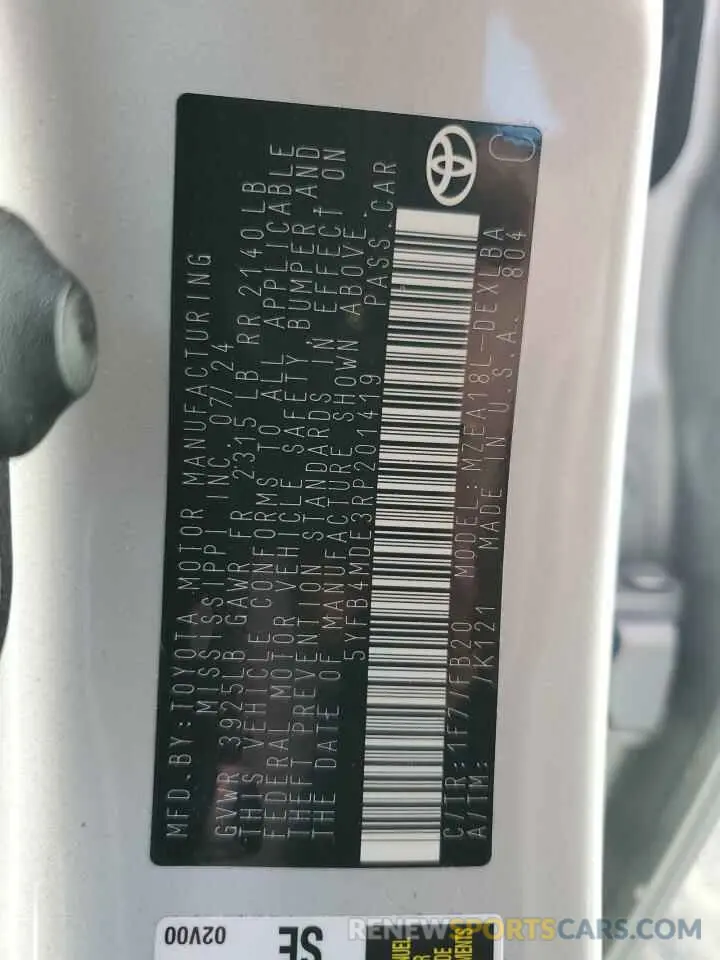 MFD.BY:TOYOTA MOTOR MANUFACTURING
MISSISSIPPI INC. 07/24
GVWR 3925LB GAWR FR 2315 LB RR 2140LB
THIS VEHICLE CONFORMS TO ALL APPLICABLE
FEDERAL MOTOR VEHICLE SAFETY BUMPER, AND
THEFT PREVENTION STANDARDS IN EFFECT ON
THE DATE OF MANUFACTURE SHOWN ABOVE.
5YFB4MDE3RP201419 PASS.CAR
C/TR:1F7/FB20 MODEL:MZEA18L-DEXLBA
A/TM: /K121 MADE IN U.S.A. 804
C
02V00
SE
RENEWSPORTSCARS.COM